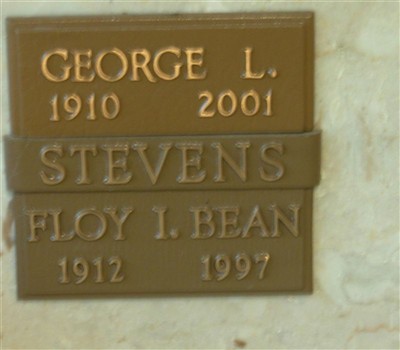 GEORGE L.
1910 2001
STEVENS
FLOY I. BEAN
1912 1997